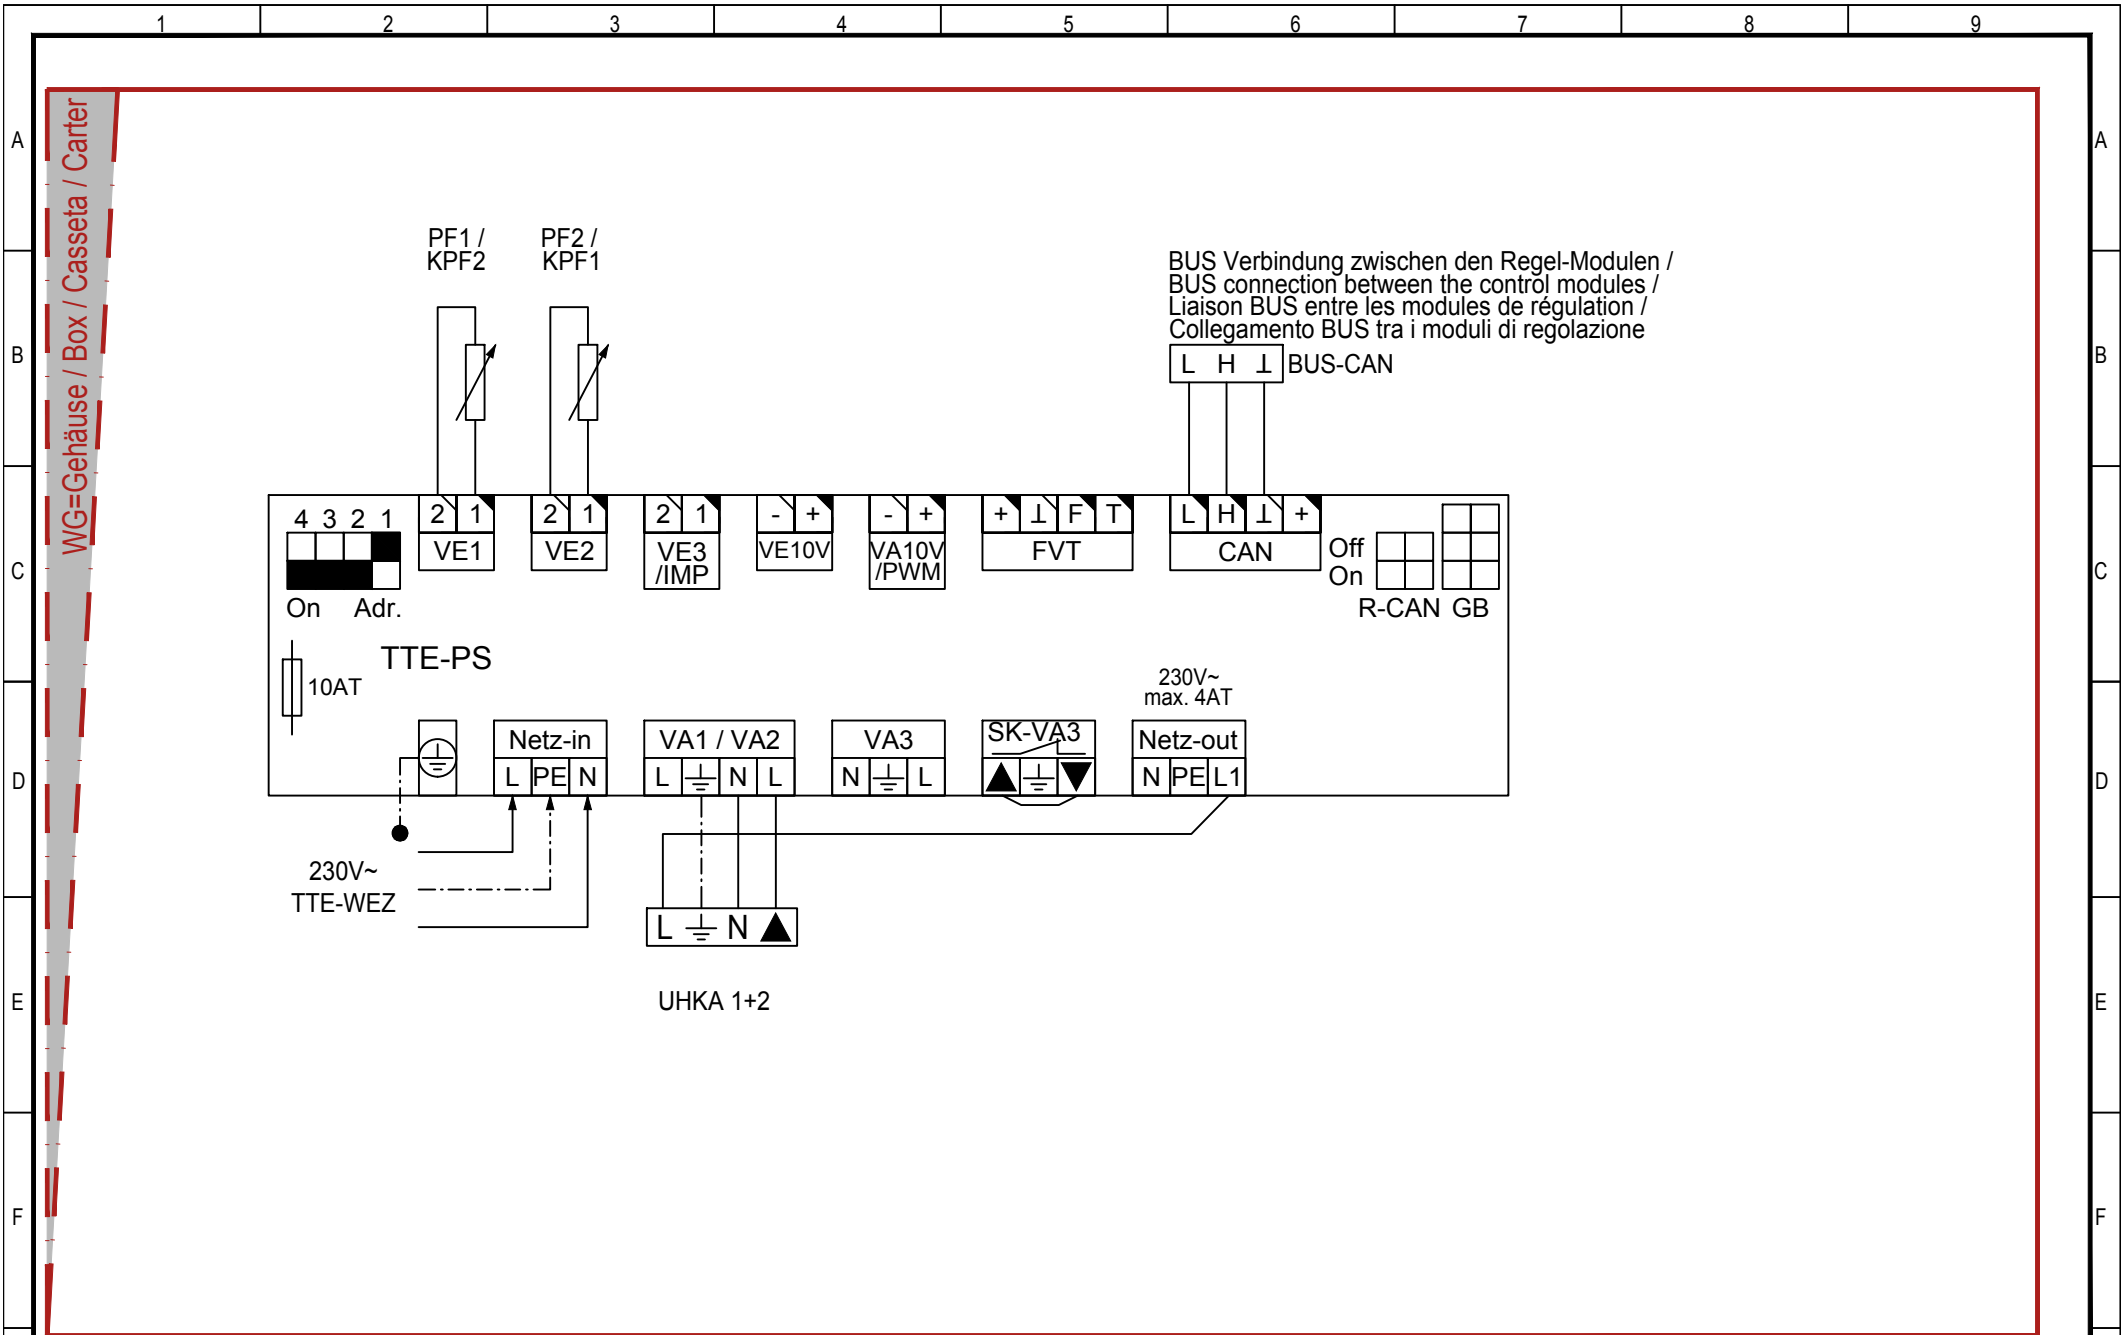 1 2 3 4 5 6 7 8 9
A A
WG=Gehäuse / Box / Casseta / Carter
PF1 /
KPF2
PF2 /
KPF1
BUS Verbindung zwischen den Regel-Modulen /
BUS connection between the control modules /
Liaison BUS entre les modules de régulation /
Collegamento BUS tra i moduli di regolazione
B B
L H ⊥ BUS-CAN
4 3 2 1
On Adr.
2 1
VE1
2 1
VE2
2 1
VE3
/IMP
- +
VE10V
- +
VA10V
/PWM
+ ⊥ F T
FVT
L H ⊥ +
CAN
Off
On
R-CAN GB
C C
TTE-PS
10AT
230V~
max. 4AT
Netz-in
L PE N
VA1 / VA2
L N L
VA3
N L
SK-VA3
Netz-out
N PE L1
D D
230V~
TTE-WEZ
L N
UHKA 1+2
E E
F F